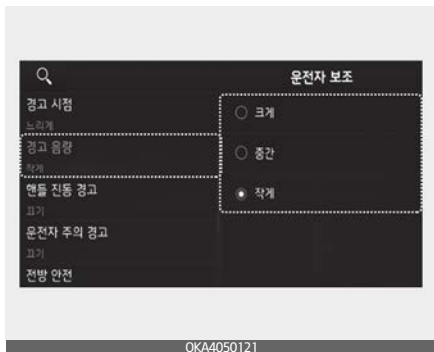 운전자 보조
경고 시점
느리게
경고 음량
작게
핸들 진동 경고
끄기
운전자 주의 경고
끄기
전방 안전
크게
중간
작게
OKA4050121